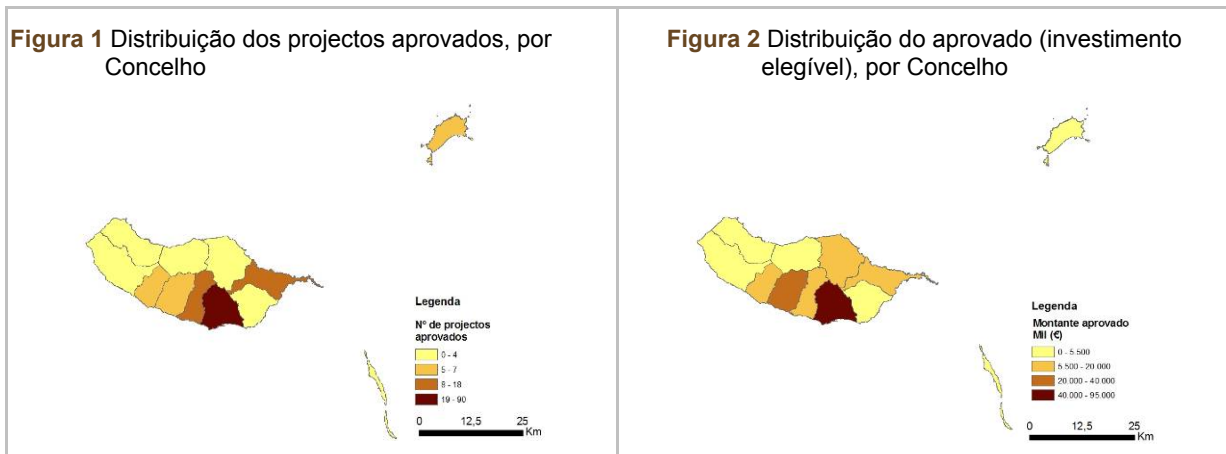 Figura 1 Distribuição dos projectos aprovados, por
Concelho
Legenda
Nº de projectos
aprovados
0 - 4
5 - 7
8 - 18
19 - 90
0 12,5 25
Km
Figura 2 Distribuição do aprovado (investimento
elegível), por Concelho
Legenda
Montante aprovado
Mil (€)
0 - 5.500
5.500 - 20.000
20.000 - 40.000
40.000 - 95.000
0 12,5 25
Km